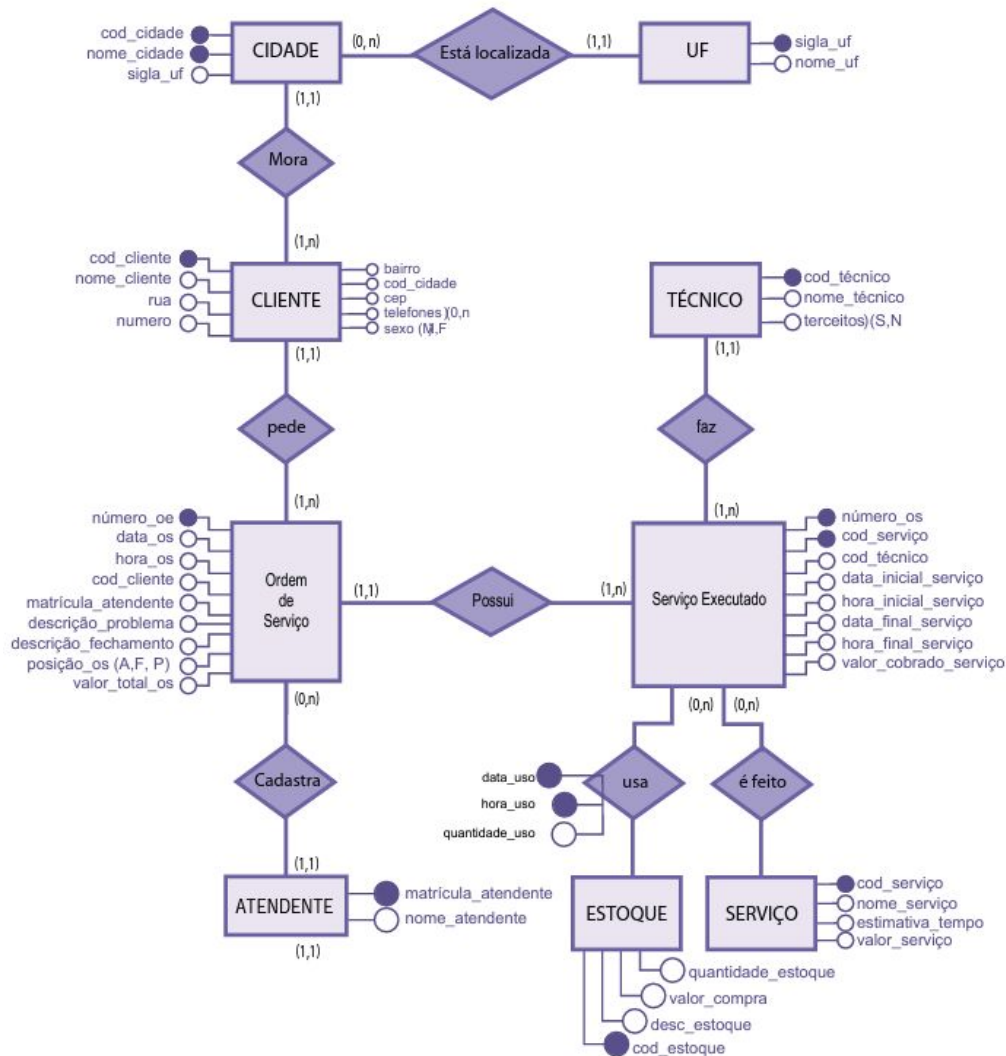 cod_cidade
nome_cidade
sigla_uf
CIDADE
(0, n)
Está localizada
(1,1)
UF
sigla_uf
nome_uf
(1,1)
Mora
(1,n)
cod_cliente
nome_cliente
rua
numero
CLIENTE
bairro
cod_cidade
cep
telefones)(0,n
sexo (M,F
(1,1)
TÉCNICO
cod_técnico
nome_técnico
terceitos)(S,N
(1,1)
pede
faz
(1,n)
(1,n)
número_oe
data_os
hora_os
cod_cliente
matrícula_atendente
descrição_problema
descrição_fechamento
posição_os (A,F, P)
valor_total_os
Ordem
de
Serviço
(1,1)
Possui
(1,n)
Serviço Executado
número_os
cod_serviço
cod_técnico
data_inicial_serviço
hora_inicial_serviço
data_final_serviço
hora_final_serviço
valor_cobrado_serviço
(0,n)
(0,n)
(0,n)
Cadastra
data_uso
hora_uso
quantidade_uso
usa
é feito
(1,1)
ATENDENTE
matrícula_atendente
nome_atendente
(1,1)
ESTOQUE
SERVIÇO
cod_serviço
nome_serviço
estimativa_tempo
valor_serviço
quantidade_estoque
valor_compra
desc_estoque
cod_estoque